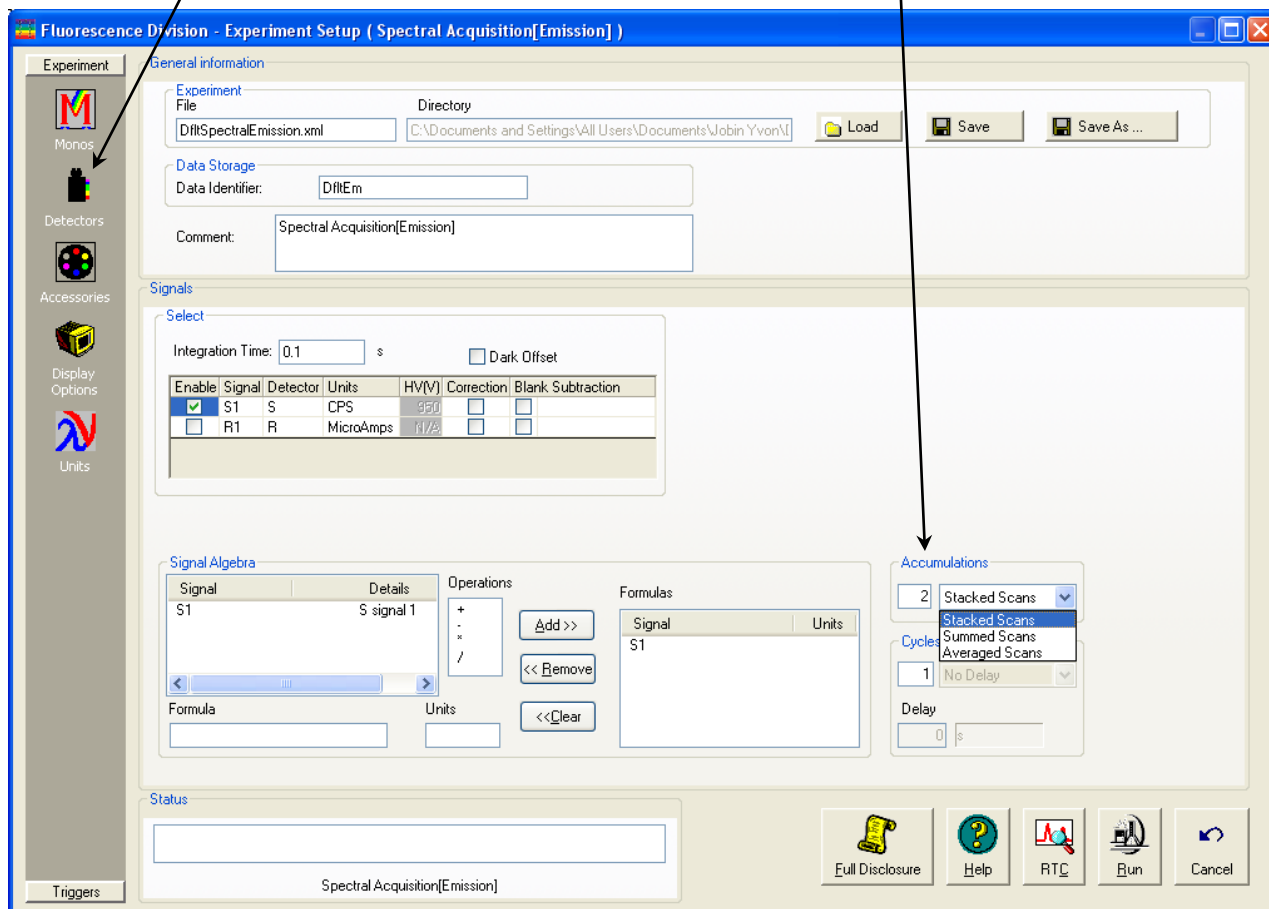 Fluorescence Division - Experiment Setup ( Spectral Acquisition[Emission] )
Experiment
Monos
Detectors
Accessories
Display
Options
Units
Triggers
General information
Experiment
File
Directory
DfltSpectralEmission.xml
C:\Documents and Settings\All Users\Documents\Jobin Yvon\
Load
Save
Save As ...
Data Storage
Data Identifier:
DfltEm
Comment:
Spectral Acquisition[Emission]
Signals
Select
Integration Time: 0.1 s
Dark Offset
Enable Signal Detector Units HV(V) Correction Blank Subtraction
S1 S CPS 950
R1 R MicroAmps N/A
Signal Algebra
Signal Details
S1 S signal 1
Operations
+
-
*
/
Add >>
<< Remove
<<Clear
Formula
Units
Formulas
Signal Units
S1
Accumulations
2 Stacked Scans
Stacked Scans
Summed Scans
Averaged Scans
Cycles
1 No Delay
Delay
0 s
Status
Spectral Acquisition[Emission]
Full Disclosure
Help
RTC
Run
Cancel